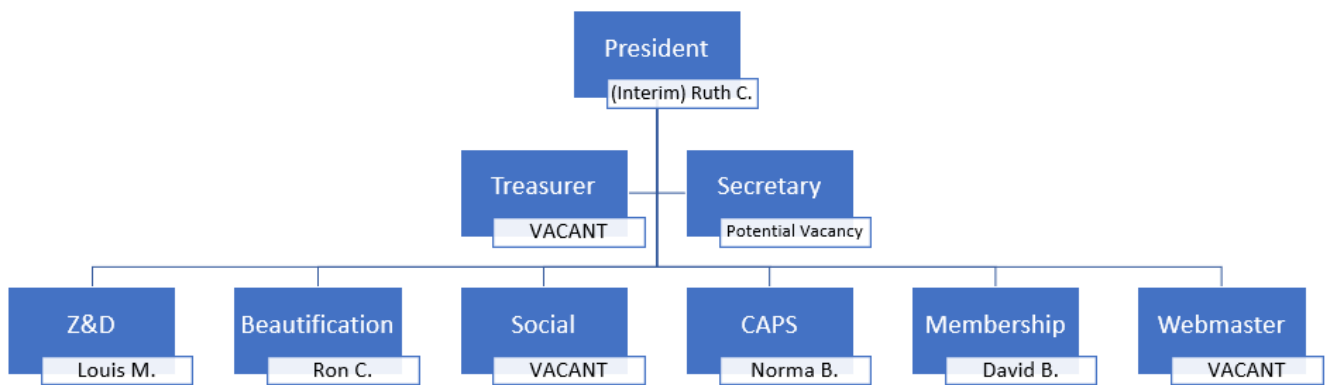 President
(Interim) Ruth C.
Treasurer
VACANT
Secretary
Potential Vacancy
Z&D
Louis M.
Beautification
Ron C.
Social
VACANT
CAPS
Norma B.
Membership
David B.
Webmaster
VACANT